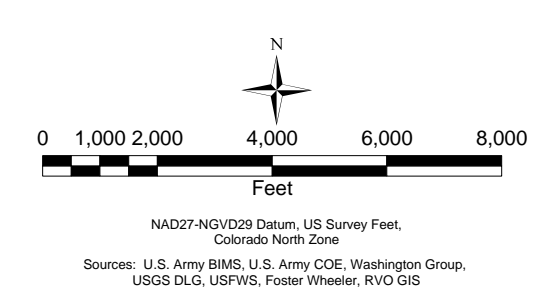 N
0 1,000 2,000 4,000 6,000 8,000
Feet
NAD27-NGVD29 Datum, US Survey Feet,
Colorado North Zone
Sources: U.S. Army BIMS, U.S. Army COE, Washington Group,
USGS DLG, USFWS, Foster Wheeler, RVO GIS